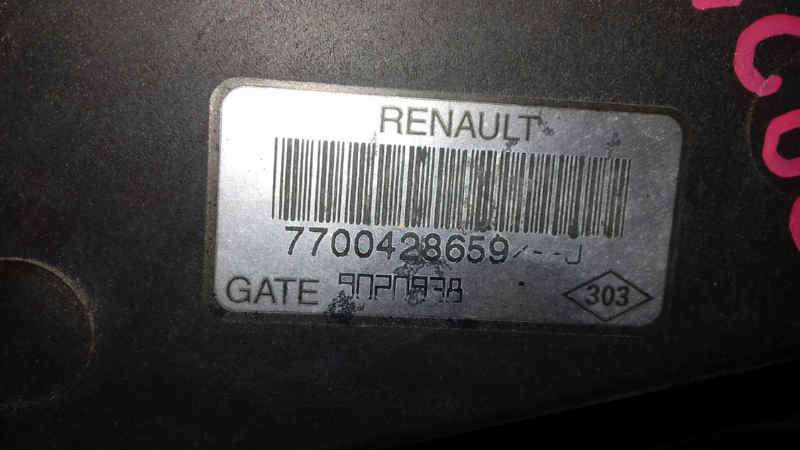 RENAULT
7700428659/--J
GATE
303